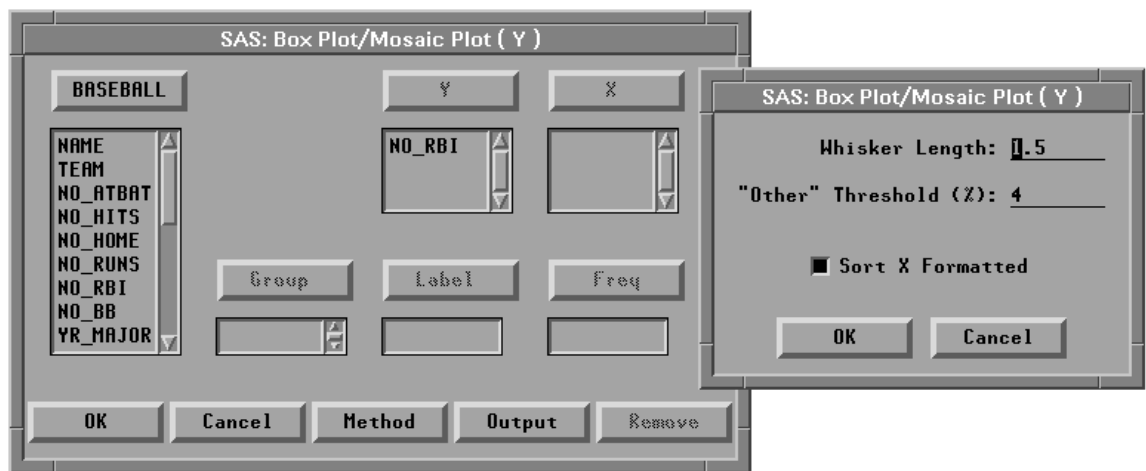 SAS: Box Plot/Mosaic Plot ( Y )
BASEBALL
Y
X
NAME
TEAM
NO_ATBAT
NO_HITS
NO_HOME
NO_RUNS
NO_RBI
NO_BB
YR_MAJOR
NO_RBI
Group
Label
Freq
OK
Cancel
Method
Output
Remove
SAS: Box Plot/Mosaic Plot ( Y )
Whisker Length: 1.5
"Other" Threshold (%): 4
Sort X Formatted
OK
Cancel